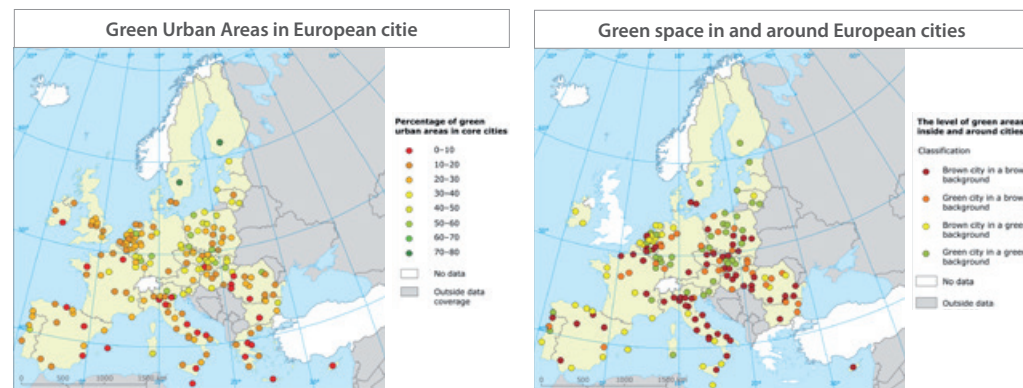 Green Urban Areas in European citie
Percentage of green
urban areas in core cities
0–10
10–20
20–30
30–40
40–50
50–60
60–70
70–80
No data
Outside data
coverage
0 500 1000 1500
Green space in and around European cities
The level of green areas
inside and around cities
Classification
Brown city in a brow
background
Green city in a brow
background
Brown city in a gree
background
Green city in a gree
background
No data
Outside data
0 500 1000 1500